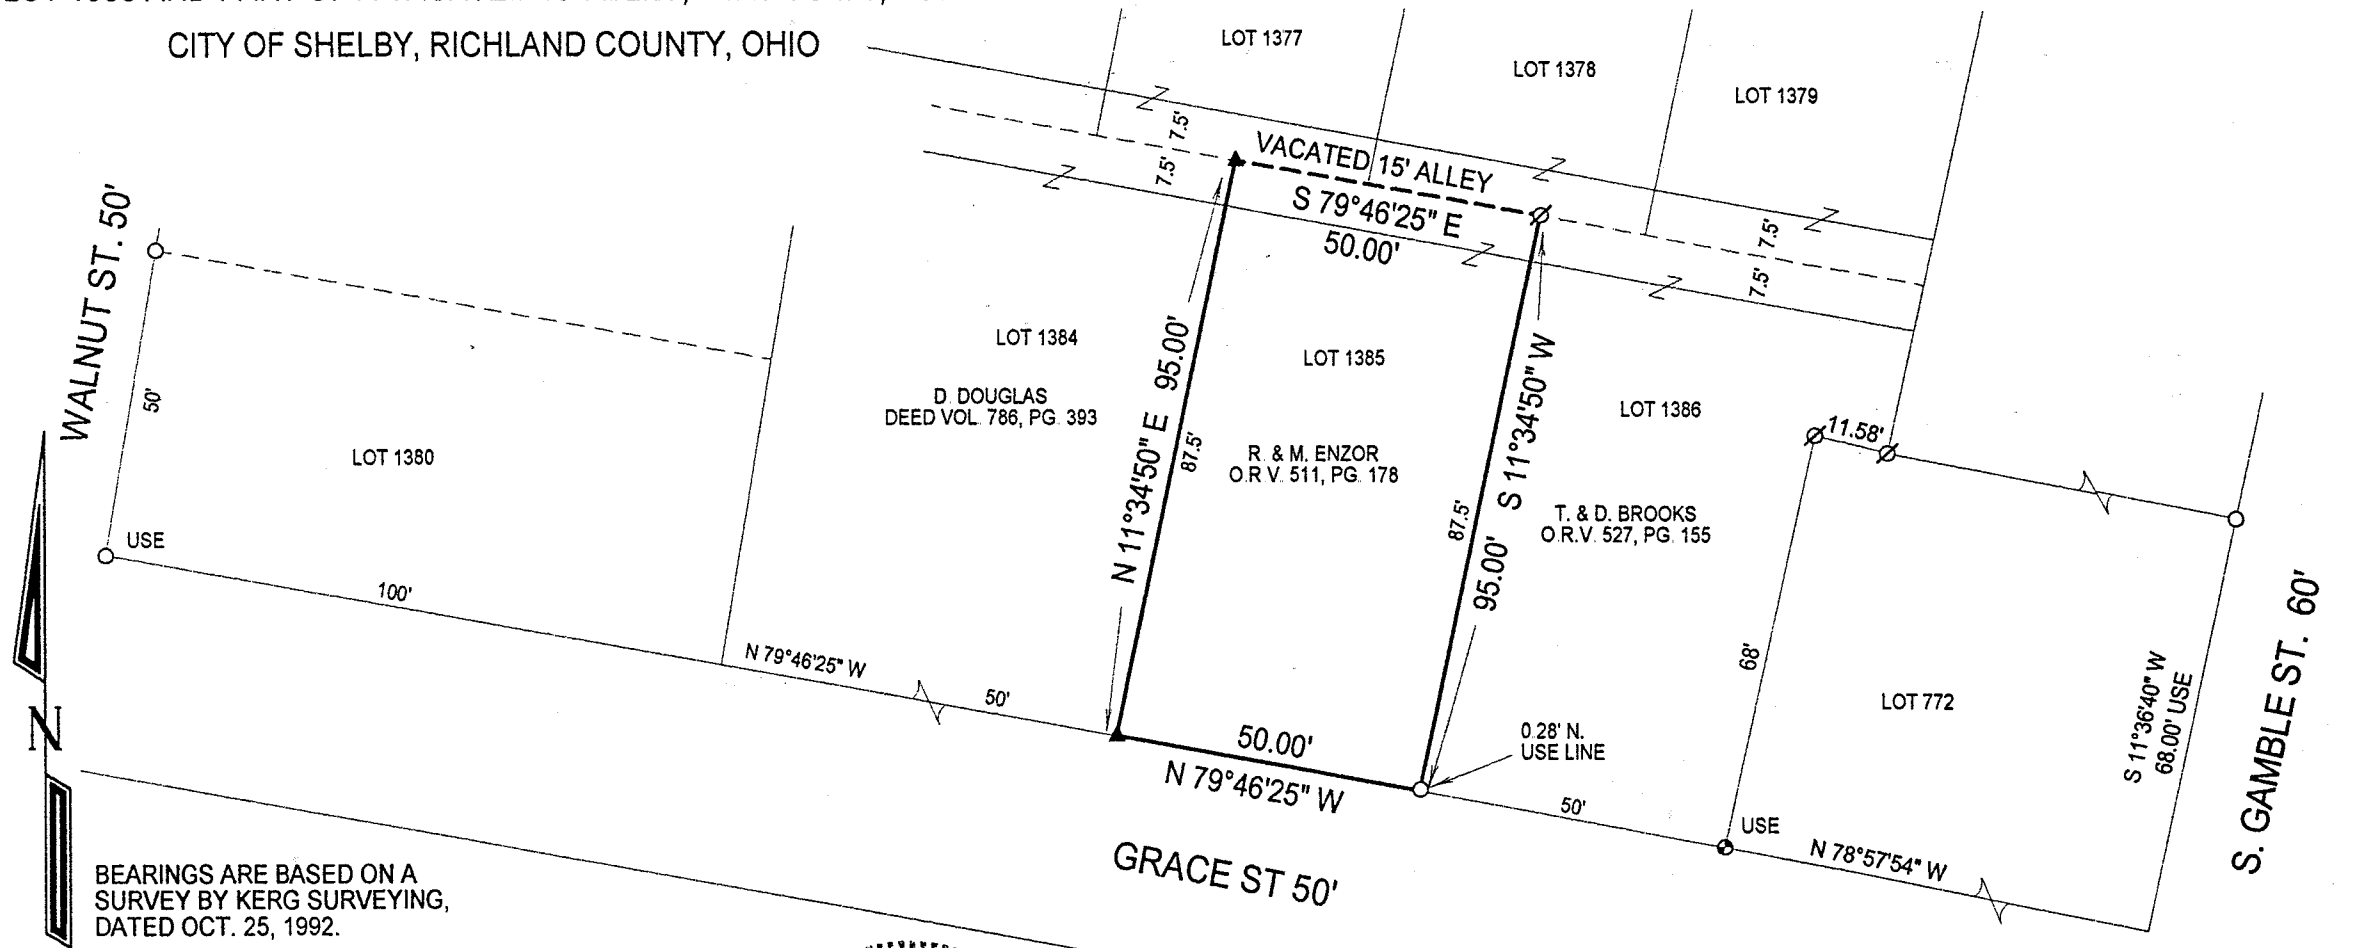 CITY OF SHELBY, RICHLAND COUNTY, OHIO
LOT 1377
LOT 1378
LOT 1379
7.5'
7.5'
VACATED 15' ALLEY
S 79°46'25" E
50.00'
7.5'
7.5'
WALNUT ST. 50'
50'
LOT 1380
USE
100'
LOT 1384
D. DOUGLAS
DEED VOL. 786, PG. 393
N 11°34'50" E 95.00'
87.5'
LOT 1385
R. & M. ENZOR
O.R.V. 511, PG. 178
87.5'
95.00' S 11°34'50" W
LOT 1386
T. & D. BROOKS
O.R.V. 527, PG. 155
11.58'
68'
LOT 772
S 11°36'40" W
68.00' USE
S. GAMBLE ST. 60'
N 79°46'25" W
50'
50.00'
N 79°46'25" W
0.28' N.
USE LINE
50'
USE
N 78°57'54" W
GRACE ST 50'
N
BEARINGS ARE BASED ON A
SURVEY BY KERG SURVEYING,
DATED OCT. 25, 1992.